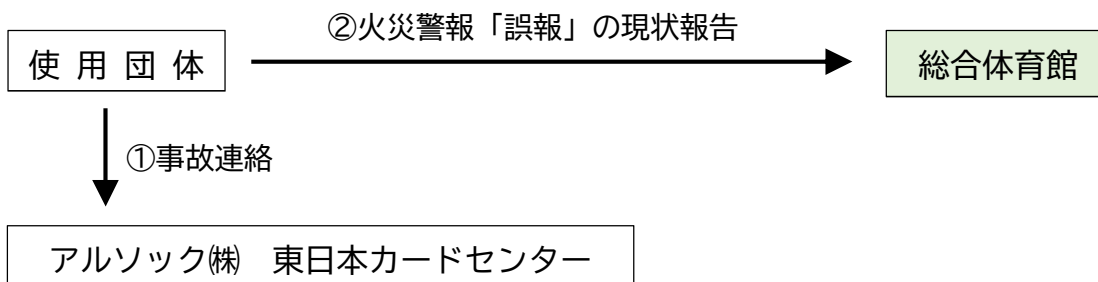 ②火災警報「誤報」の現状報告
使 用 団 体
総合体育館
①事故連絡
アルソック㈱　東日本カードセンター